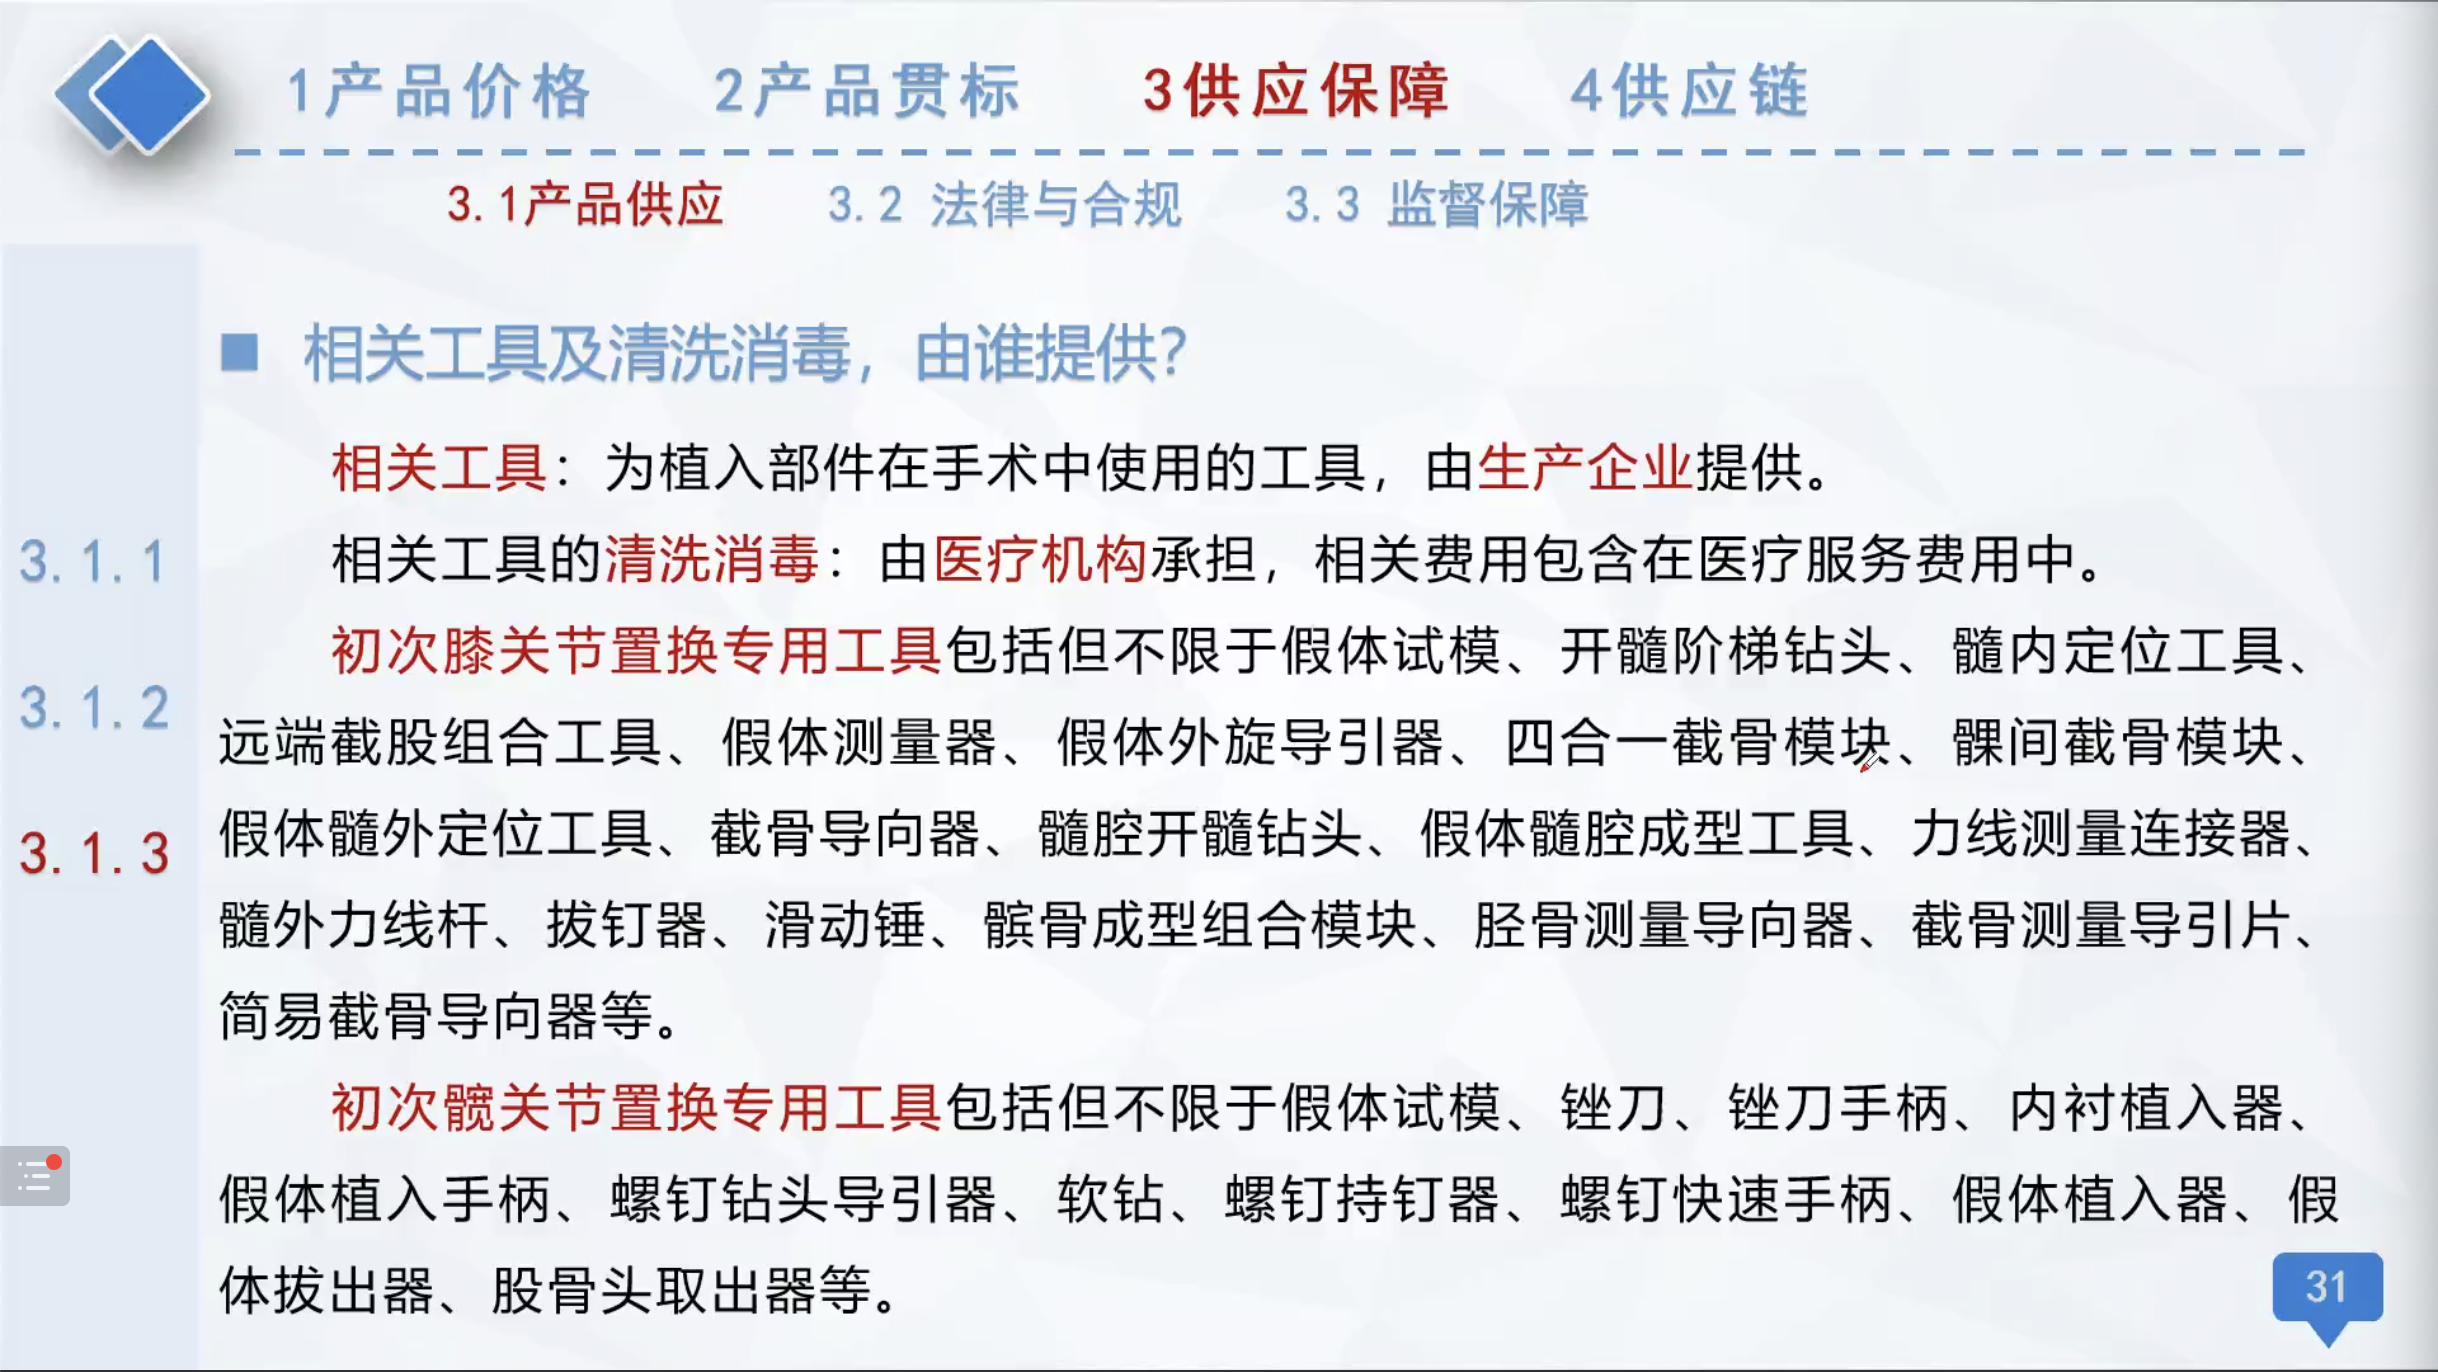 1产品价格 2产品贯标 3供应保障 4供应链
3.1产品供应 3.2 法律与合规 3.3 监督保障
相关工具及清洗消毒，由谁提供？
相关工具：为植入部件在手术中使用的工具，由生产企业提供。
3.1.1
相关工具的清洗消毒：由医疗机构承担，相关费用包含在医疗服务费用中。
初次膝关节置换专用工具包括但不限于假体试模、开髓阶梯钻头、髓内定位工具、
3.1.2
远端截股组合工具、假体测量器、假体外旋导引器、四合一截骨模块、髁间截骨模块、
3.1.3
假体髓外定位工具、截骨导向器、髓腔开髓钻头、假体髓腔成型工具、力线测量连接器、
髓外力线杆、拔钉器、滑动锤、髌骨成型组合模块、胫骨测量导向器、截骨测量导引片、
简易截骨导向器等。
初次髋关节置换专用工具包括但不限于假体试模、锉刀、锉刀手柄、内衬植入器、
假体植入手柄、螺钉钻头导引器、软钻、螺钉持钉器、螺钉快速手柄、假体植入器、假
体拔出器、股骨头取出器等。
31